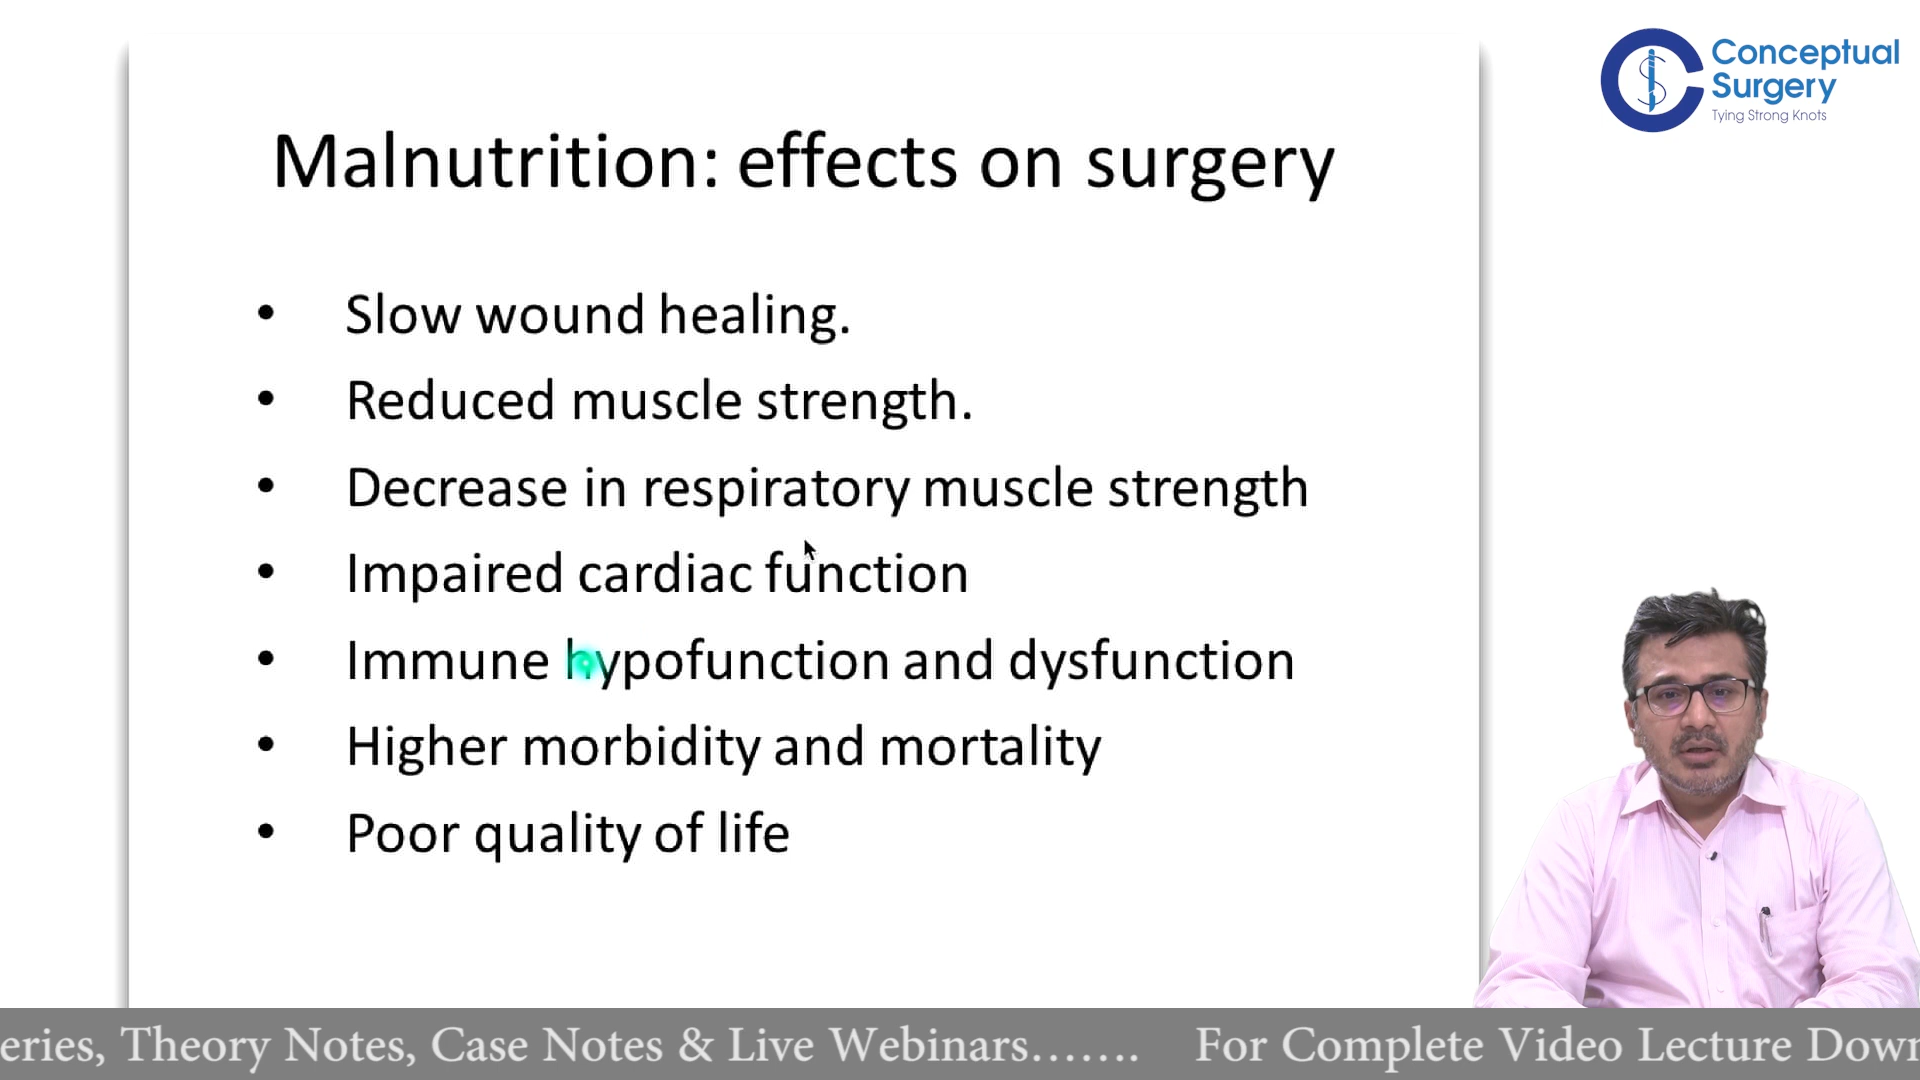 Conceptual
Surgery
Tying Strong Knots
Malnutrition: effects on surgery
• Slow wound healing.
• Reduced muscle strength.
• Decrease in respiratory muscle strength
• Impaired cardiac function
• Immune hypofunction and dysfunction
• Higher morbidity and mortality
• Poor quality of life
eries, Theory Notes, Case Notes & Live Webinars....... For Complete Video Lecture Down